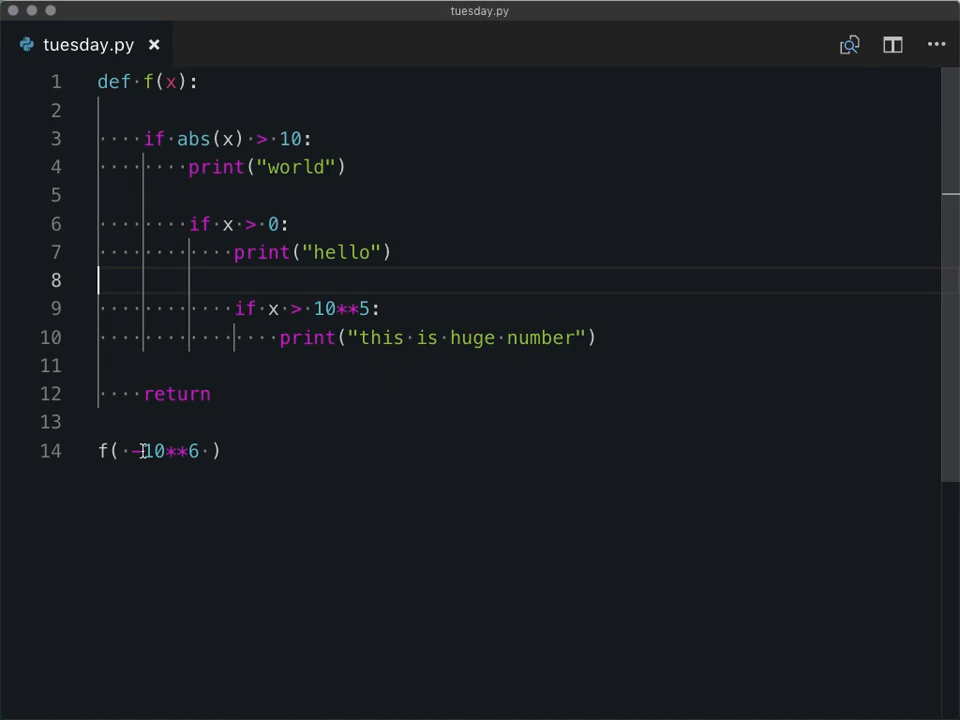 tuesday.py
tuesday.py
1 def f(x):
2
3     if abs(x) > 10:
4         print("world")
5
6         if x > 0:
7             print("hello")
8
9             if x > 10**5:
10                 print("this is huge number")
11
12     return
13
14 f( -10**6 )